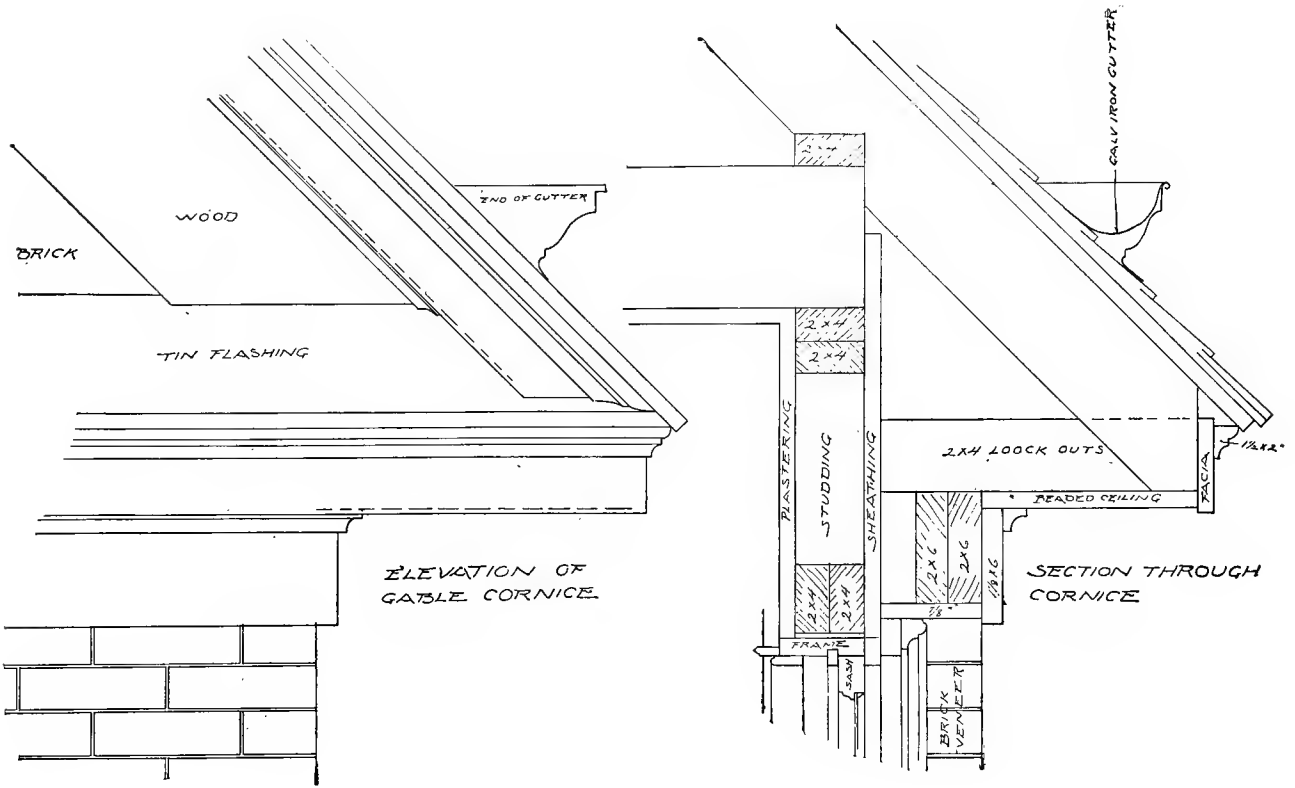 BRICK
WOOD
END OF GUTTER
TIN FLASHING
ELEVATION OF
GABLE CORNICE
GALV IRON GUTTER
2×4
2×4
2×4
PLASTERING
STUDDING
SHEATHING
2×4 LOOCK OUTS
FACIA
1½×2"
BEADED CEILING
2×6
2×6
1⅛×6
7/8"
2×4
2×4
FRAME
SASH
BRICK
VENEER
SECTION THROUGH
CORNICE